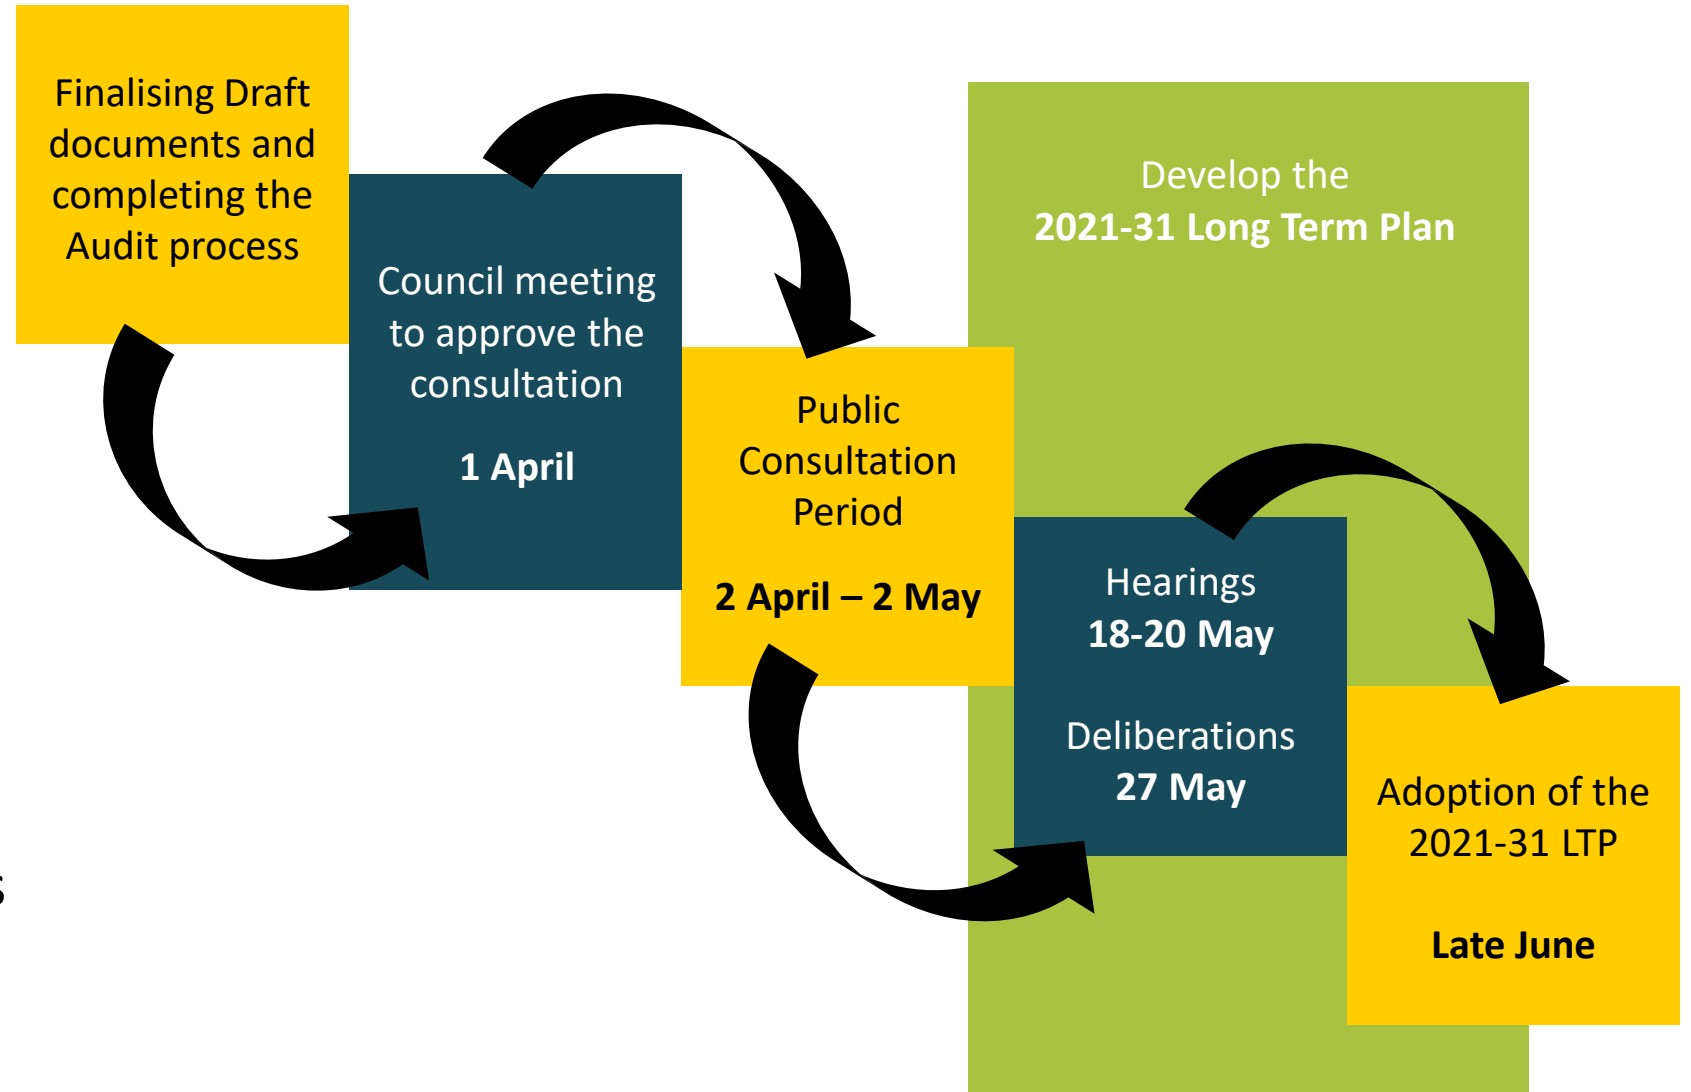 Finalising Draft
documents and
completing the
Audit process
Council meeting
to approve the
consultation
1 April
Public
Consultation
Period
2 April – 2 May
Develop the
2021-31 Long Term Plan
Hearings
18-20 May
Deliberations
27 May
Adoption of the
2021-31 LTP
Late June
s